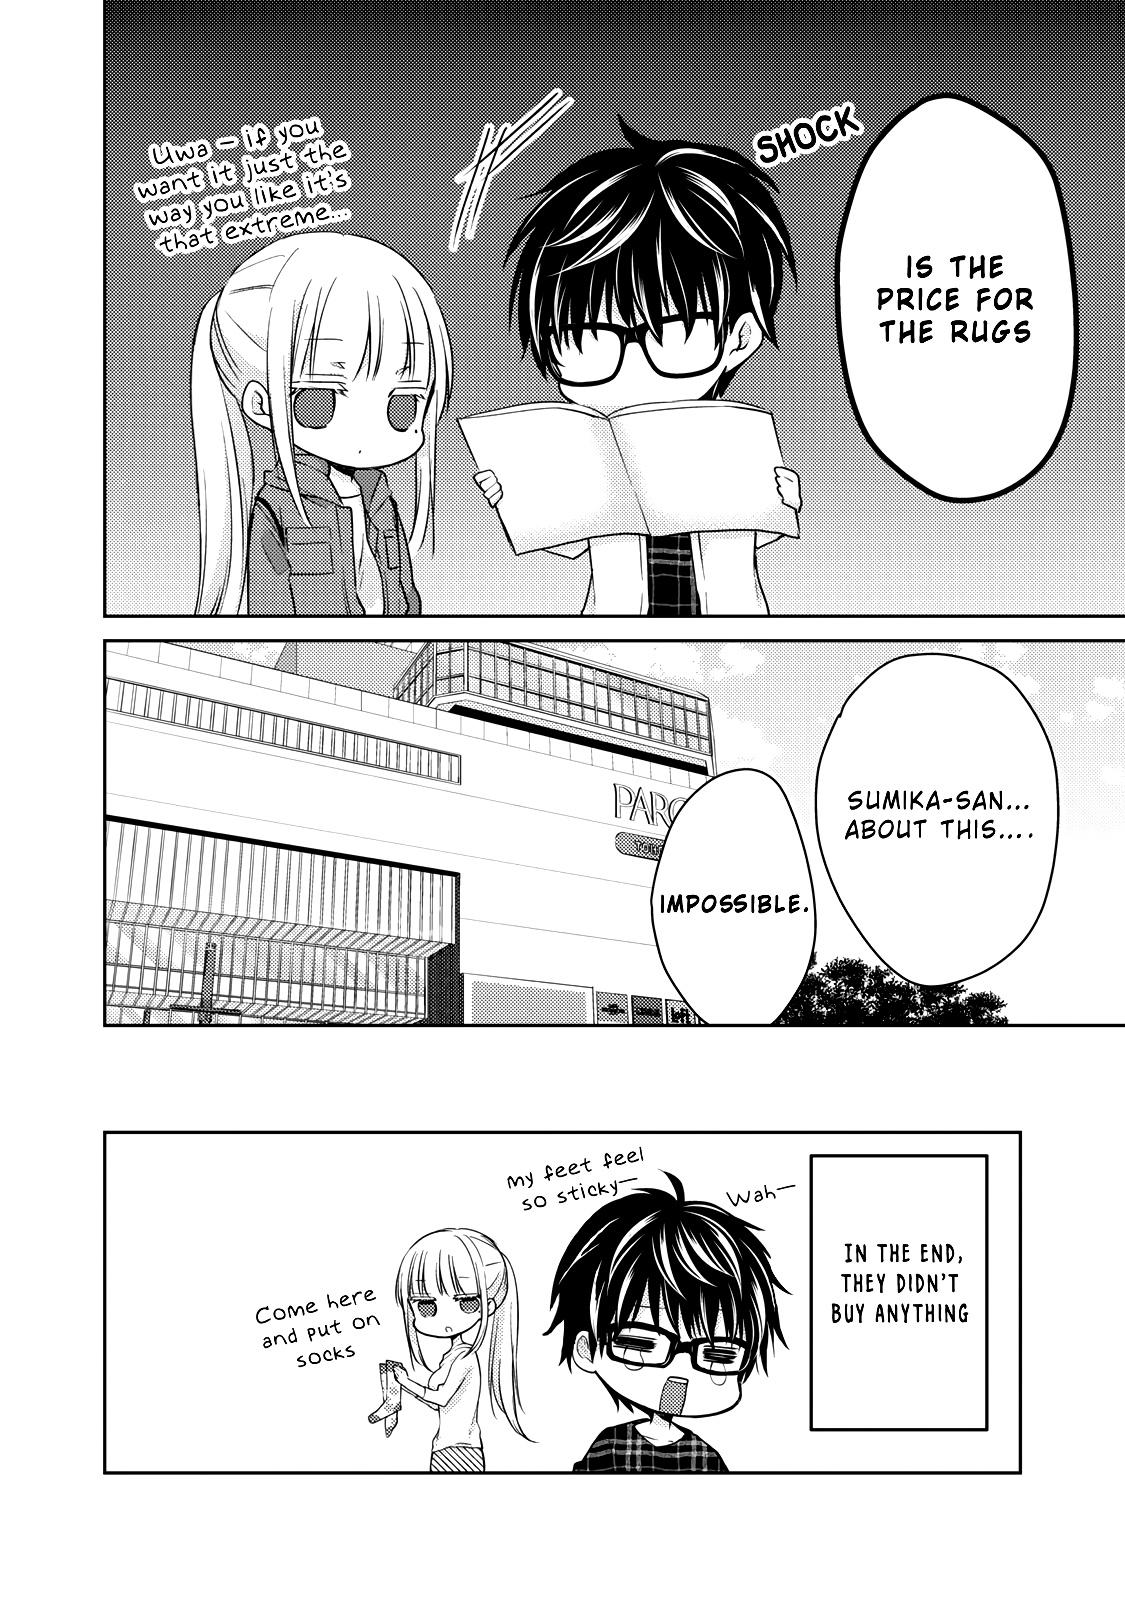 IS THE
PRICE FOR
THE RUGS
SHOCK
Uwa — if you
want it just the
way you like it's
that extreme...
SUMIKA-SAN...
ABOUT THIS....
IMPOSSIBLE.
PARC
left
IN THE END,
THEY DIDN'T
BUY ANYTHING
Wah—
my feet feel
so sticky—
Come here
and put on
socks